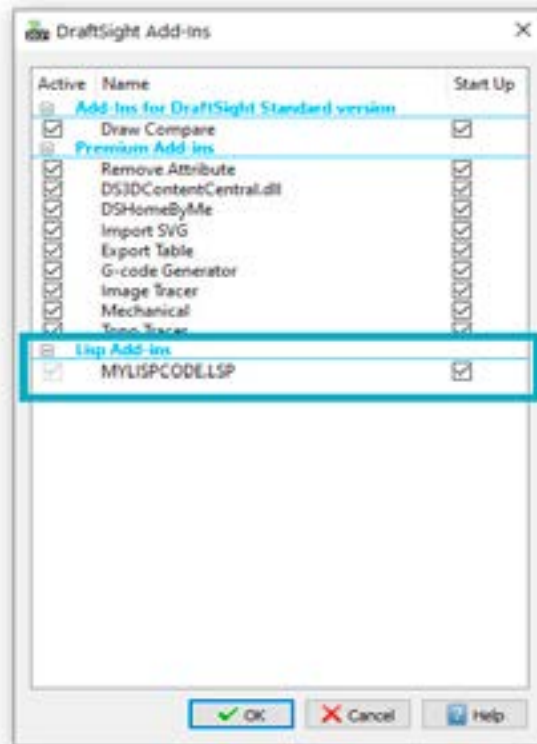 DraftSight Add-Ins
Active Name Start Up
Add-Ins for DraftSight Standard version
Draw Compare
Premium Add-ins
Remove Attribute
DS3DContentCentral.dll
DSHomeByMe
Import SVG
Export Table
G-code Generator
Image Tracer
Mechanical
Topo Tracer
Lisp Add-ins
MYLISPCODE.LSP
OK Cancel Help